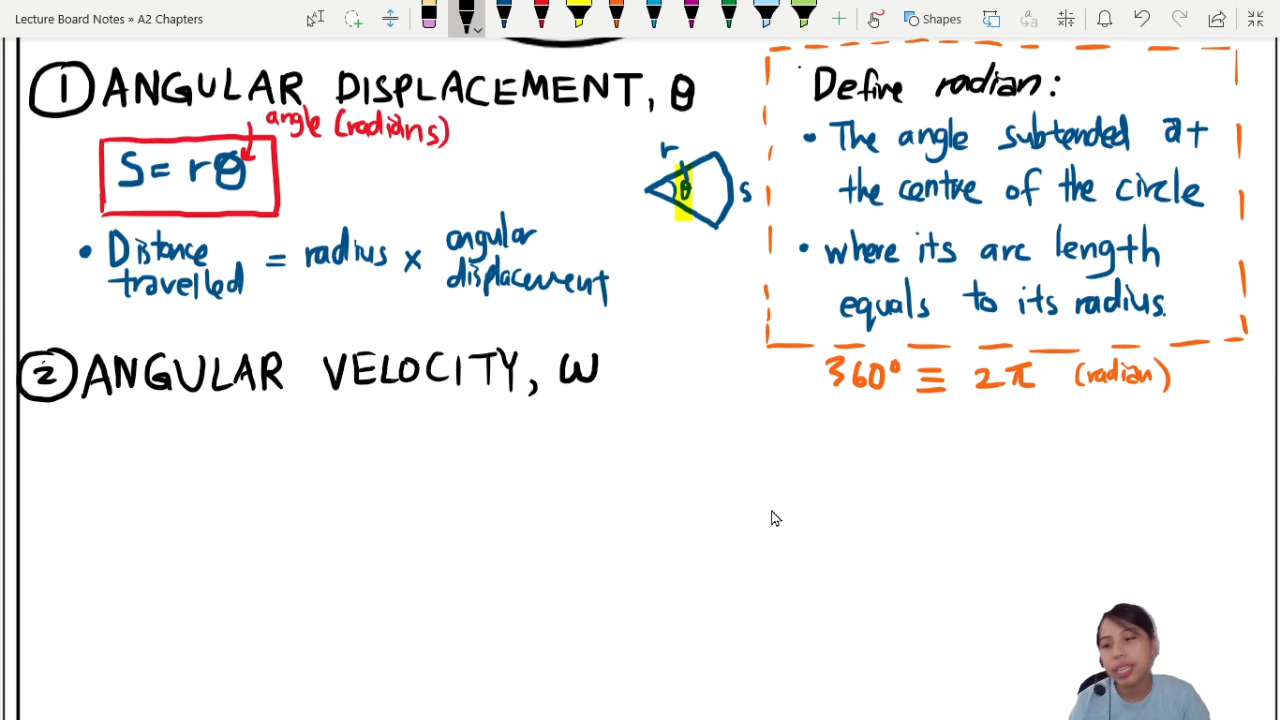 Lecture Board Notes » A2 Chapters
Shapes
① ANGULAR DISPLACEMENT, θ
angle (radians)
S = rθ
• Distance travelled = radius × angular displacement
r
θ
s
Define radian:
• The angle subtended at
the centre of the circle
• where its arc length
equals to its radius.
360° ≡ 2π (radian)
② ANGULAR VELOCITY, ω